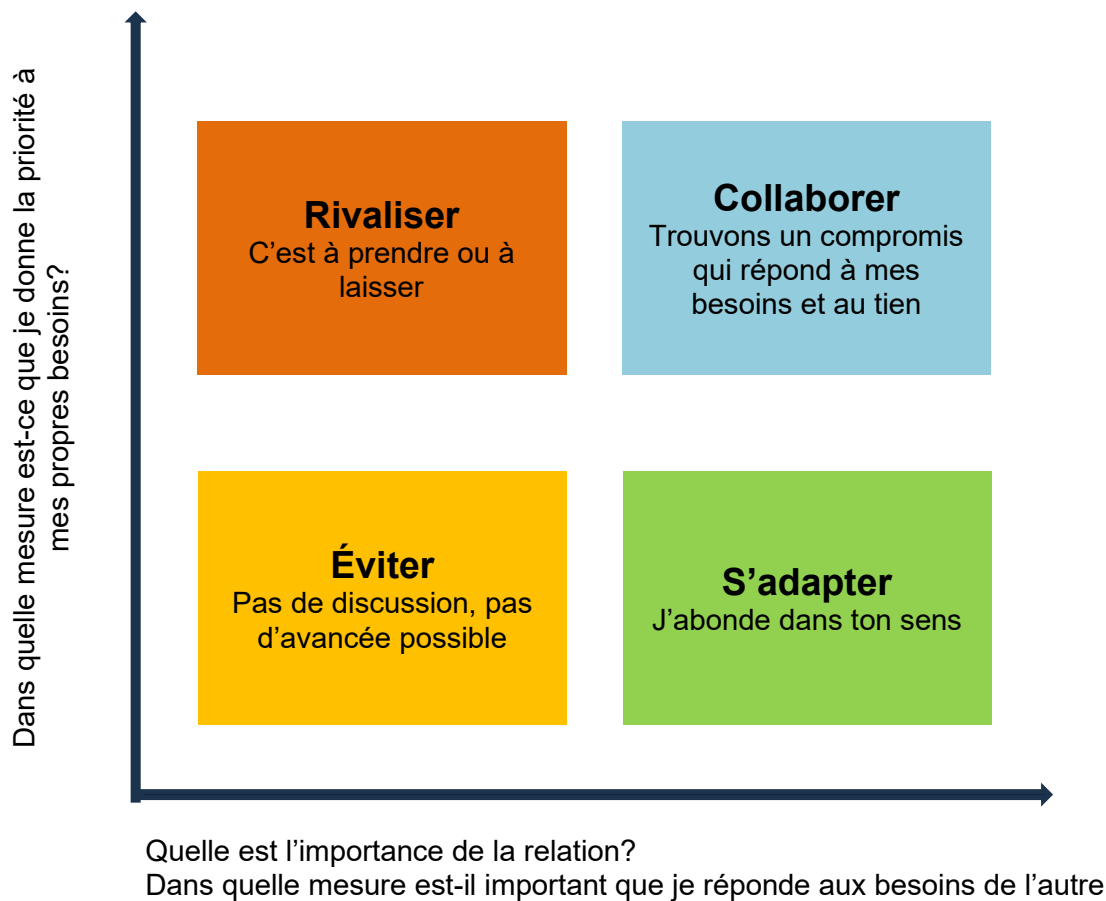 Dans quelle mesure est-ce que je donne la priorité à
mes propres besoins?
Rivaliser
C’est à prendre ou à
laisser
Collaborer
Trouvons un compromis
qui répond à mes
besoins et au tien
Éviter
Pas de discussion, pas
d’avancée possible
S’adapter
J’abonde dans ton sens
Quelle est l’importance de la relation?
Dans quelle mesure est-il important que je réponde aux besoins de l’autre